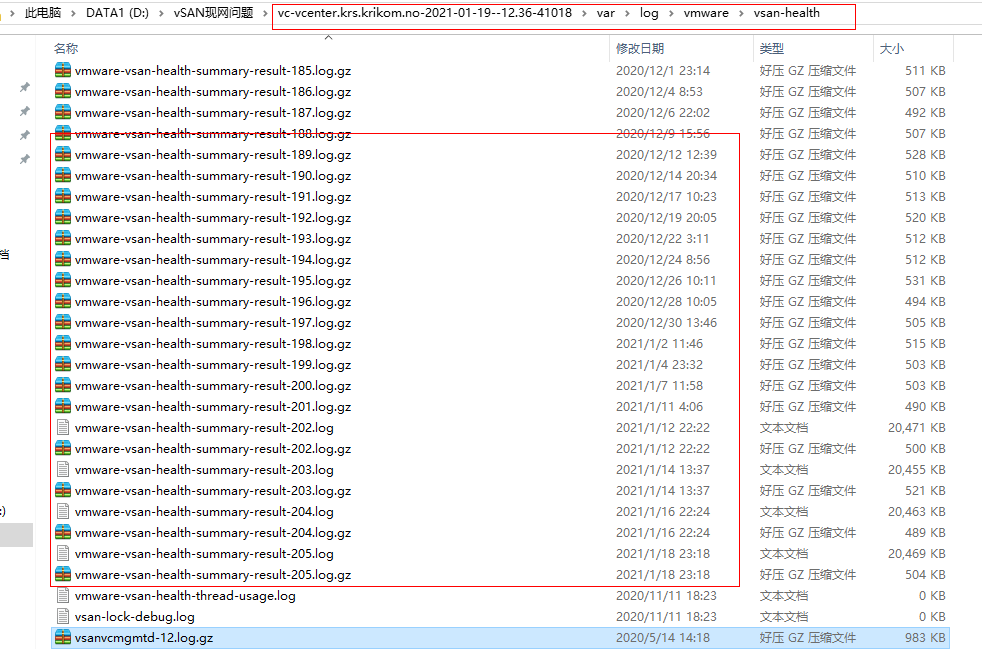 此电脑 › DATA1 (D:) › vSAN现网问题 › vc-vcenter.krs.krikom.no-2021-01-19--12.36-41018 › var › log › vmware › vsan-health
名称 修改日期 类型 大小
vmware-vsan-health-summary-result-185.log.gz 2020/12/1 23:14 好压 GZ 压缩文件 511 KB
vmware-vsan-health-summary-result-186.log.gz 2020/12/4 8:53 好压 GZ 压缩文件 507 KB
vmware-vsan-health-summary-result-187.log.gz 2020/12/6 22:02 好压 GZ 压缩文件 492 KB
vmware-vsan-health-summary-result-188.log.gz 2020/12/9 15:56 好压 GZ 压缩文件 507 KB
vmware-vsan-health-summary-result-189.log.gz 2020/12/12 12:39 好压 GZ 压缩文件 528 KB
vmware-vsan-health-summary-result-190.log.gz 2020/12/14 20:34 好压 GZ 压缩文件 510 KB
vmware-vsan-health-summary-result-191.log.gz 2020/12/17 10:23 好压 GZ 压缩文件 513 KB
vmware-vsan-health-summary-result-192.log.gz 2020/12/19 20:05 好压 GZ 压缩文件 520 KB
vmware-vsan-health-summary-result-193.log.gz 2020/12/22 3:11 好压 GZ 压缩文件 512 KB
vmware-vsan-health-summary-result-194.log.gz 2020/12/24 8:56 好压 GZ 压缩文件 512 KB
档
vmware-vsan-health-summary-result-195.log.gz 2020/12/26 10:11 好压 GZ 压缩文件 531 KB
vmware-vsan-health-summary-result-196.log.gz 2020/12/28 10:05 好压 GZ 压缩文件 494 KB
vmware-vsan-health-summary-result-197.log.gz 2020/12/30 13:46 好压 GZ 压缩文件 505 KB
vmware-vsan-health-summary-result-198.log.gz 2021/1/2 11:46 好压 GZ 压缩文件 515 KB
vmware-vsan-health-summary-result-199.log.gz 2021/1/4 23:32 好压 GZ 压缩文件 503 KB
vmware-vsan-health-summary-result-200.log.gz 2021/1/7 11:58 好压 GZ 压缩文件 503 KB
vmware-vsan-health-summary-result-201.log.gz 2021/1/11 4:06 好压 GZ 压缩文件 490 KB
vmware-vsan-health-summary-result-202.log 2021/1/12 22:22 文本文档 20,471 KB
vmware-vsan-health-summary-result-202.log.gz 2021/1/12 22:22 好压 GZ 压缩文件 500 KB
vmware-vsan-health-summary-result-203.log 2021/1/14 13:37 文本文档 20,455 KB
vmware-vsan-health-summary-result-203.log.gz 2021/1/14 13:37 好压 GZ 压缩文件 521 KB
:)
vmware-vsan-health-summary-result-204.log 2021/1/16 22:24 文本文档 20,463 KB
vmware-vsan-health-summary-result-204.log.gz 2021/1/16 22:24 好压 GZ 压缩文件 489 KB
vmware-vsan-health-summary-result-205.log 2021/1/18 23:18 文本文档 20,469 KB
vmware-vsan-health-summary-result-205.log.gz 2021/1/18 23:18 好压 GZ 压缩文件 504 KB
vmware-vsan-health-thread-usage.log 2020/11/11 18:23 文本文档 0 KB
vsan-lock-debug.log 2020/11/11 18:23 文本文档 0 KB
vsanvcmgmtd-12.log.gz 2020/5/14 14:18 好压 GZ 压缩文件 983 KB